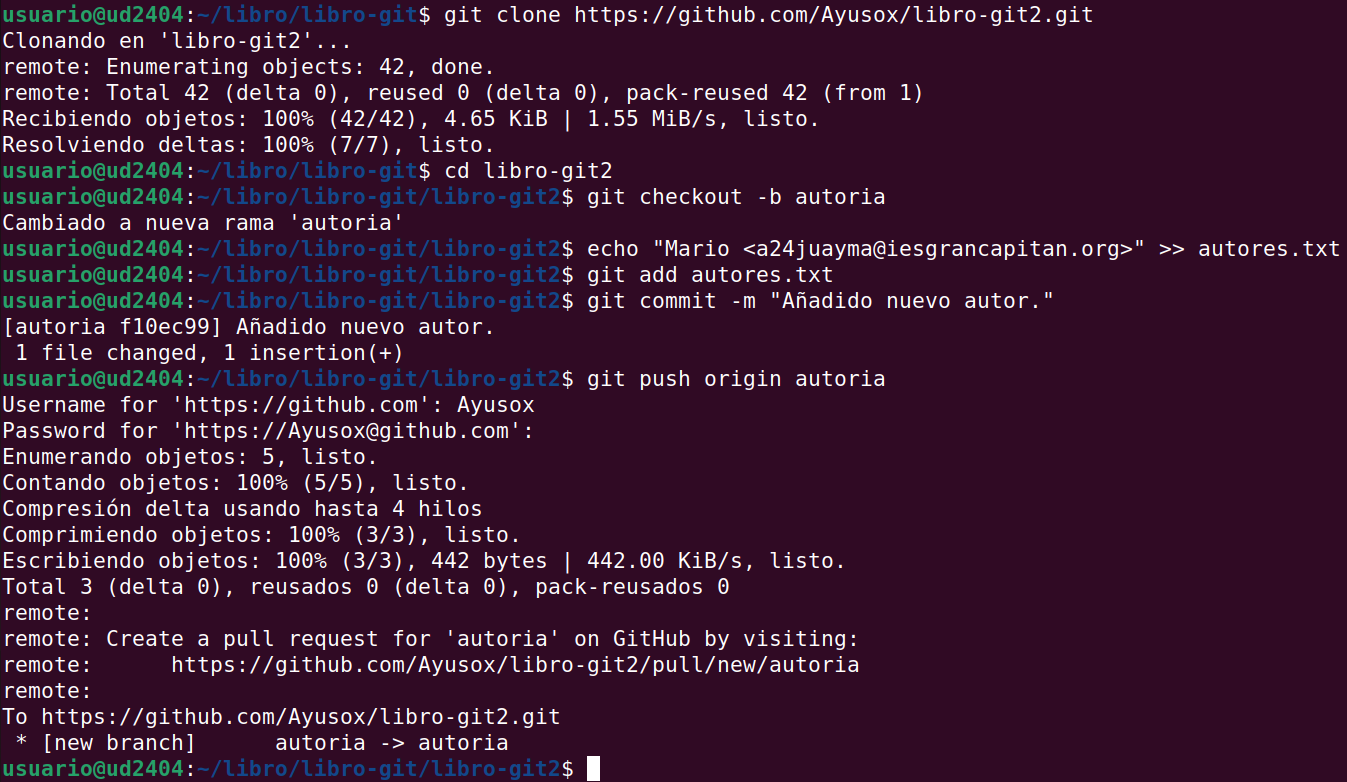 usuario@ud2404:~/libro/libro-git$ git clone https://github.com/Ayusox/libro-git2.git
Clonando en 'libro-git2'...
remote: Enumerating objects: 42, done.
remote: Total 42 (delta 0), reused 0 (delta 0), pack-reused 42 (from 1)
Recibiendo objetos: 100% (42/42), 4.65 KiB | 1.55 MiB/s, listo.
Resolviendo deltas: 100% (7/7), listo.
usuario@ud2404:~/libro/libro-git$ cd libro-git2
usuario@ud2404:~/libro/libro-git/libro-git2$ git checkout -b autoria
Cambiado a nueva rama 'autoria'
usuario@ud2404:~/libro/libro-git/libro-git2$ echo "Mario <a24juayma@iesgrancapitan.org>" >> autores.txt
usuario@ud2404:~/libro/libro-git/libro-git2$ git add autores.txt
usuario@ud2404:~/libro/libro-git/libro-git2$ git commit -m "Añadido nuevo autor."
[autoria f10ec99] Añadido nuevo autor.
 1 file changed, 1 insertion(+)
usuario@ud2404:~/libro/libro-git/libro-git2$ git push origin autoria
Username for 'https://github.com': Ayusox
Password for 'https://Ayusox@github.com':
Enumerando objetos: 5, listo.
Contando objetos: 100% (5/5), listo.
Compresión delta usando hasta 4 hilos
Comprimiendo objetos: 100% (3/3), listo.
Escribiendo objetos: 100% (3/3), 442 bytes | 442.00 KiB/s, listo.
Total 3 (delta 0), reusados 0 (delta 0), pack-reusados 0
remote:
remote: Create a pull request for 'autoria' on GitHub by visiting:
remote:      https://github.com/Ayusox/libro-git2/pull/new/autoria
remote:
To https://github.com/Ayusox/libro-git2.git
 * [new branch]      autoria -> autoria
usuario@ud2404:~/libro/libro-git/libro-git2$